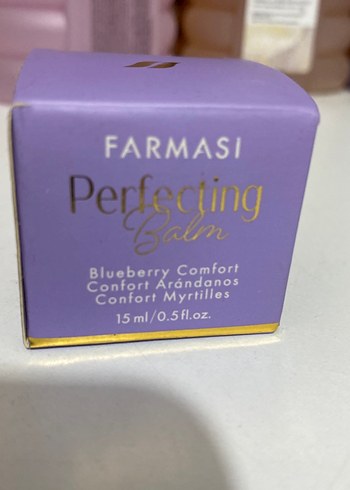 FARMASI
Perfecting
Balm
Blueberry Comfort
Confort Arándanos
Confort Myrtilles
15 ml/0.5 fl.oz.